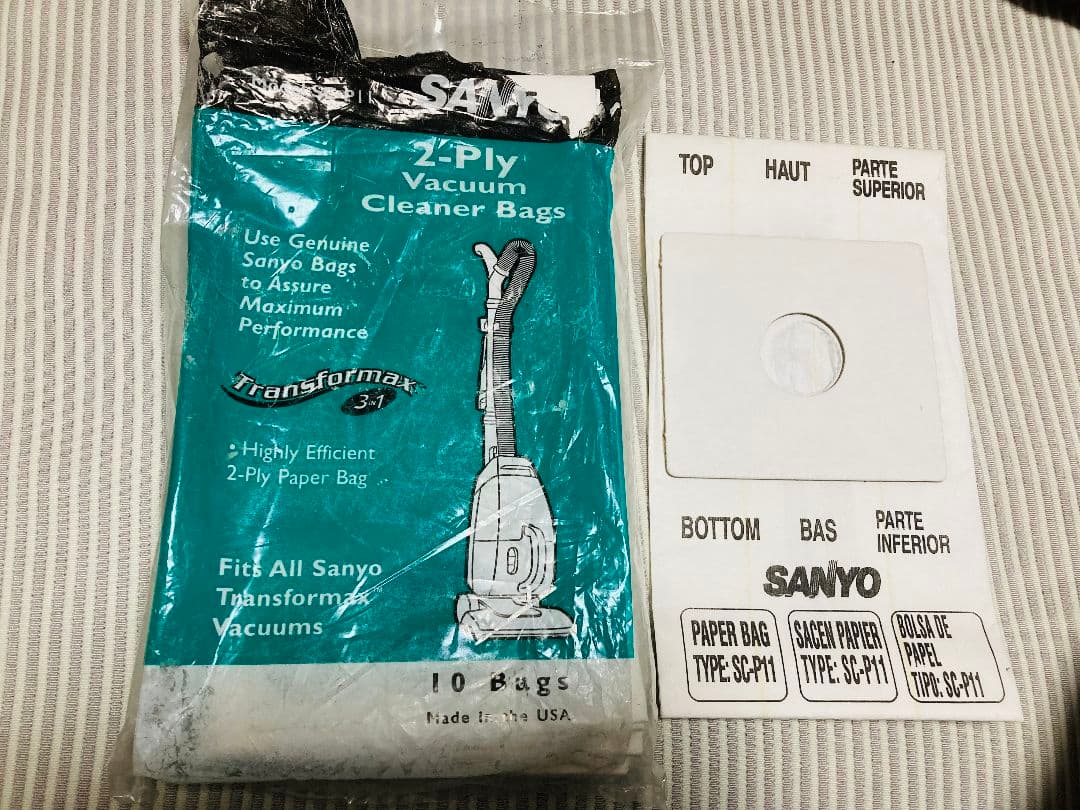 SANYO
2-Ply
Vacuum
Cleaner Bags
Use Genuine
Sanyo Bags
to Assure
Maximum
Performance
Transformax
3 IN 1
• Highly Efficient
2-Ply Paper Bag
Fits All Sanyo
Transformax
Vacuums
10 Bags
Made In the USA
TOP HAUT PARTE
SUPERIOR
BOTTOM BAS PARTE
INFERIOR
SANYO
PAPER BAG
TYPE: SC-P11
SACEN PAPIER
TYPE: SC-P11
BOLSA DE
PAPEL
TIPO: SC-P11